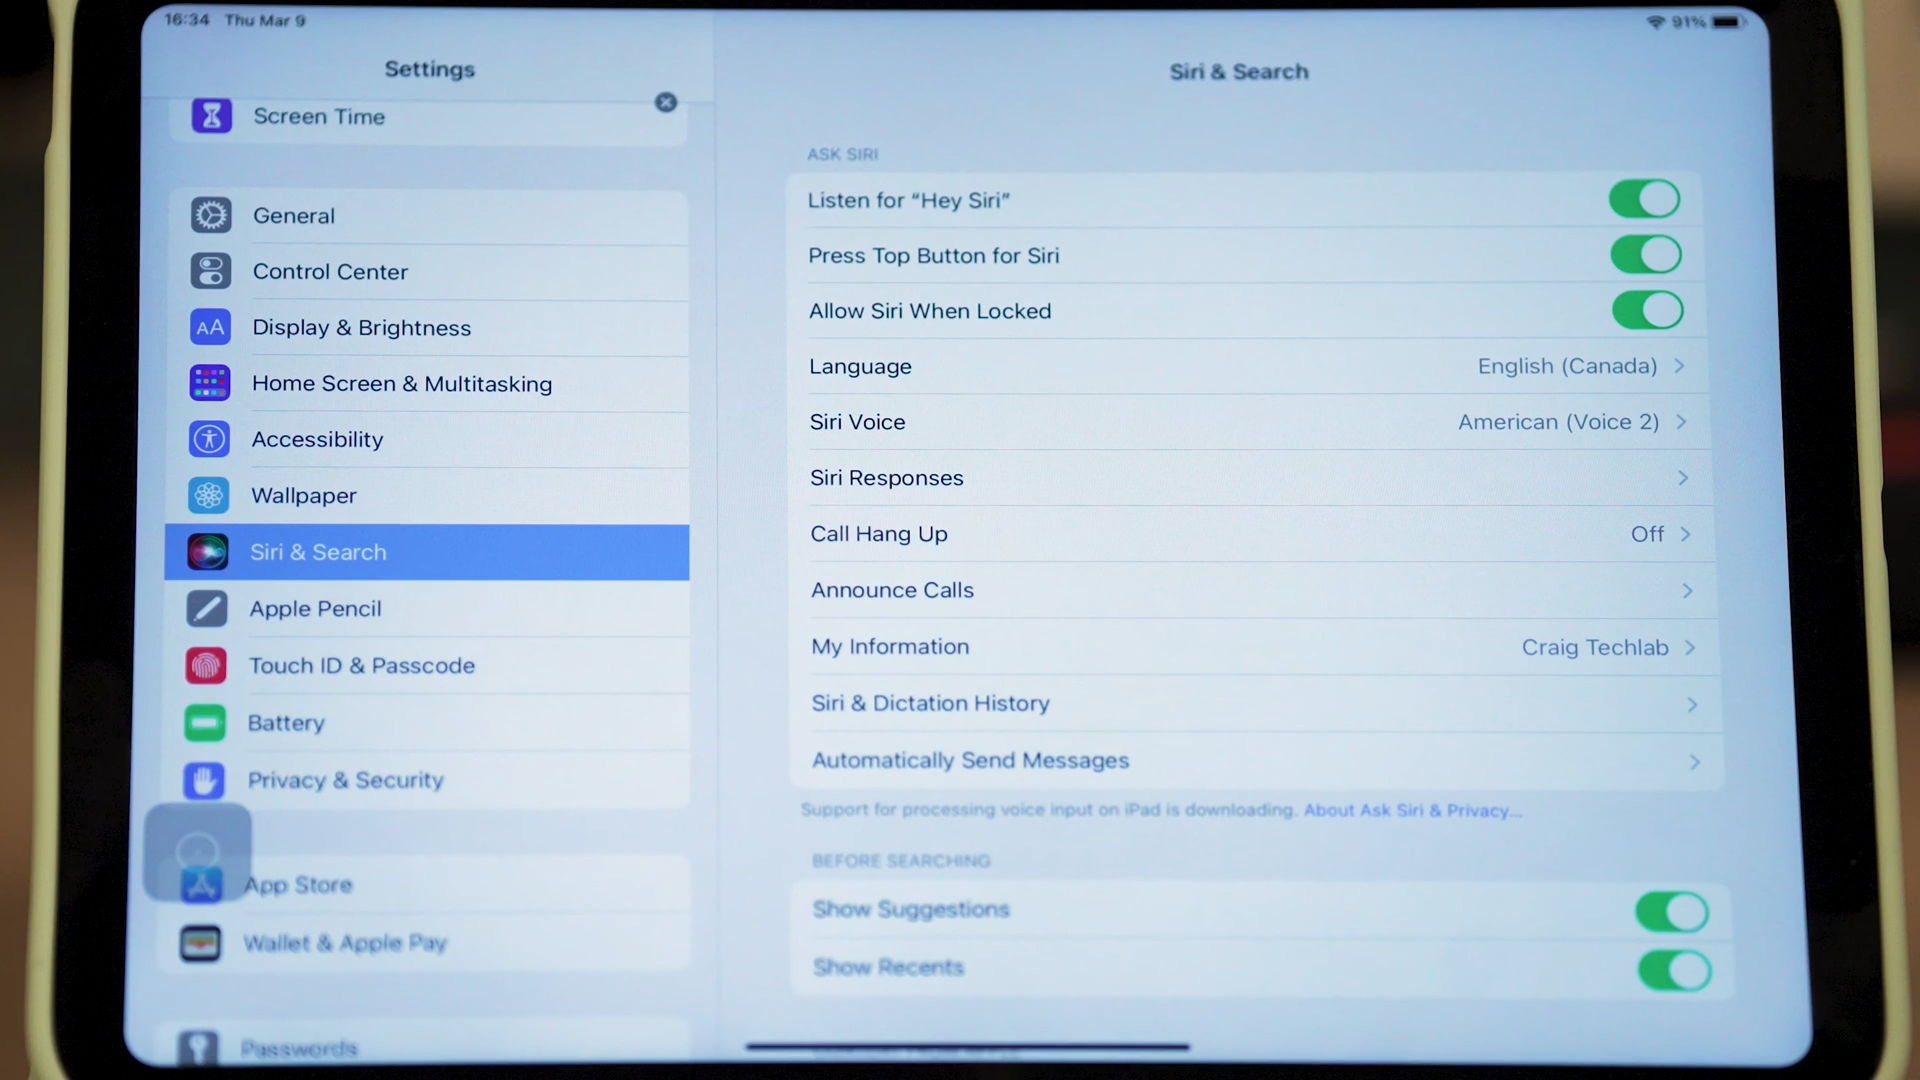 16:34 Thu Mar 9
91%
Settings
Screen Time
General
Control Center
AA
Display & Brightness
Home Screen & Multitasking
Accessibility
Wallpaper
Siri & Search
Apple Pencil
Touch ID & Passcode
Battery
Privacy & Security
App Store
Wallet & Apple Pay
Passwords
Siri & Search
ASK SIRI
Listen for “Hey Siri”
Press Top Button for Siri
Allow Siri When Locked
Language English (Canada)
Siri Voice American (Voice 2)
Siri Responses
Call Hang Up Off
Announce Calls
My Information Craig Techlab
Siri & Dictation History
Automatically Send Messages
Support for processing voice input on iPad is downloading. About Ask Siri & Privacy...
BEFORE SEARCHING
Show Suggestions
Show Recents